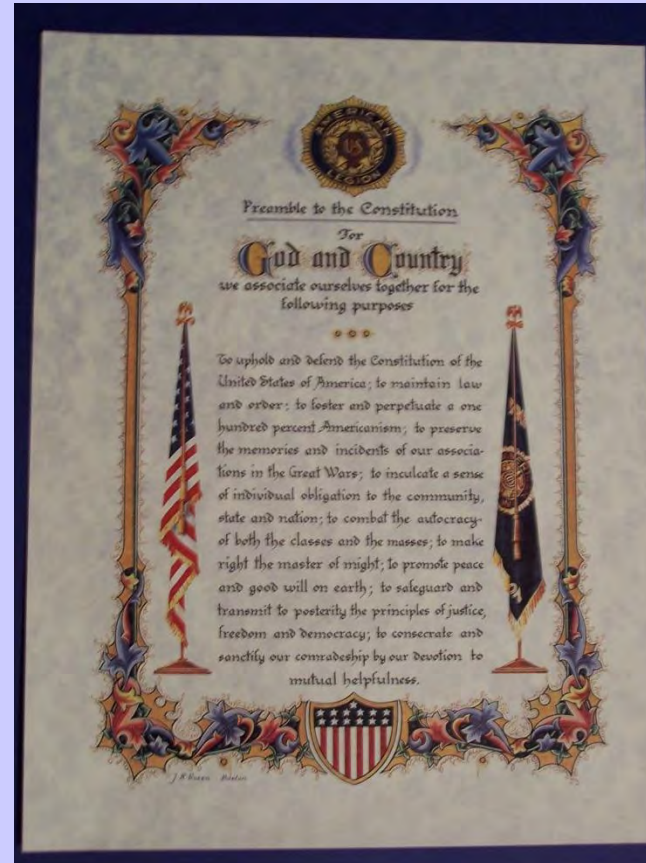 AMERICAN
US
LEGION
Preamble to the Constitution
For
God and Country
we associate ourselves together for the
following purposes
To uphold and defend the Constitution of the
United States of America; to maintain law
and order; to foster and perpetuate a one
hundred percent Americanism; to preserve
the memories and incidents of our associa-
tions in the Great Wars; to inculcate a sense
of individual obligation to the community,
state and nation; to combat the autocracy
of both the classes and the masses; to make
right the master of might; to promote peace
and good will on earth; to safeguard and
transmit to posterity the principles of justice,
freedom and democracy; to consecrate and
sanctify our comradeship by our devotion to
mutual helpfulness.